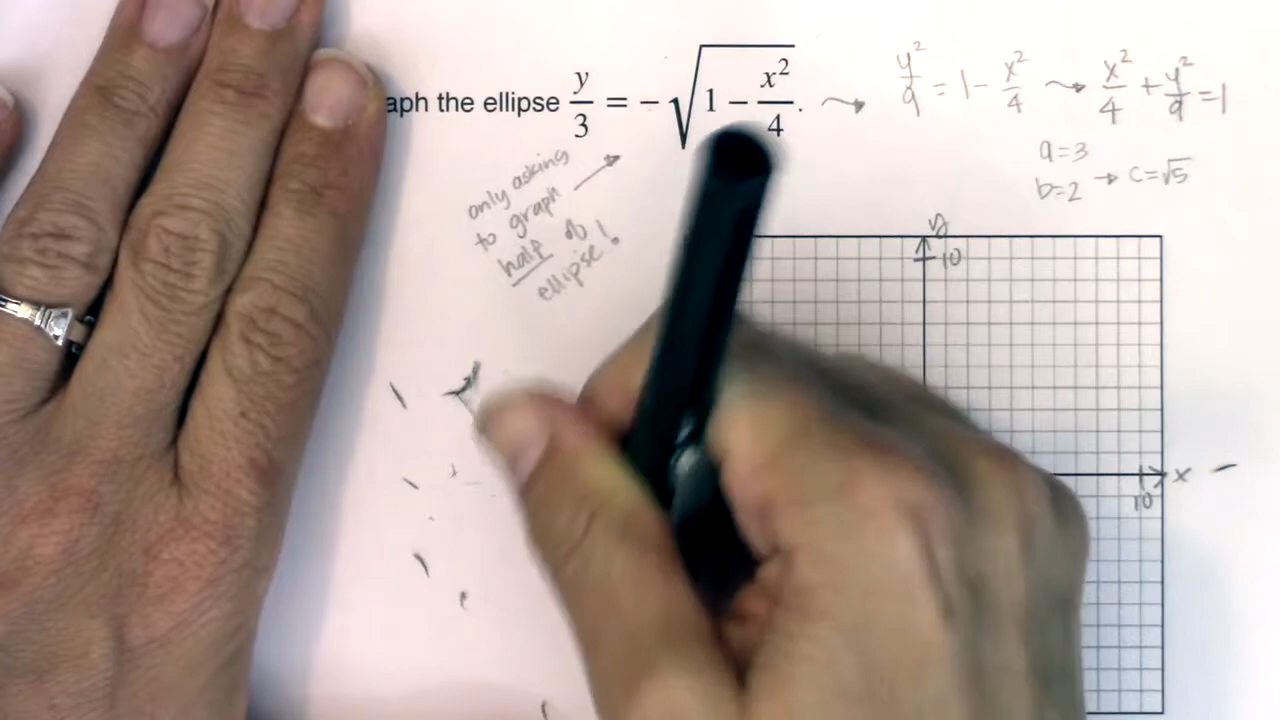 aph the ellipse y/3 = −√(1 − x²/4). ⇝ y²/9 = 1 − x²/4 ⇝ x²/4 + y²/9 = 1
a=3
b=2 → c=√5
only asking
to graph
half of
ellipse!
y
10
x
10